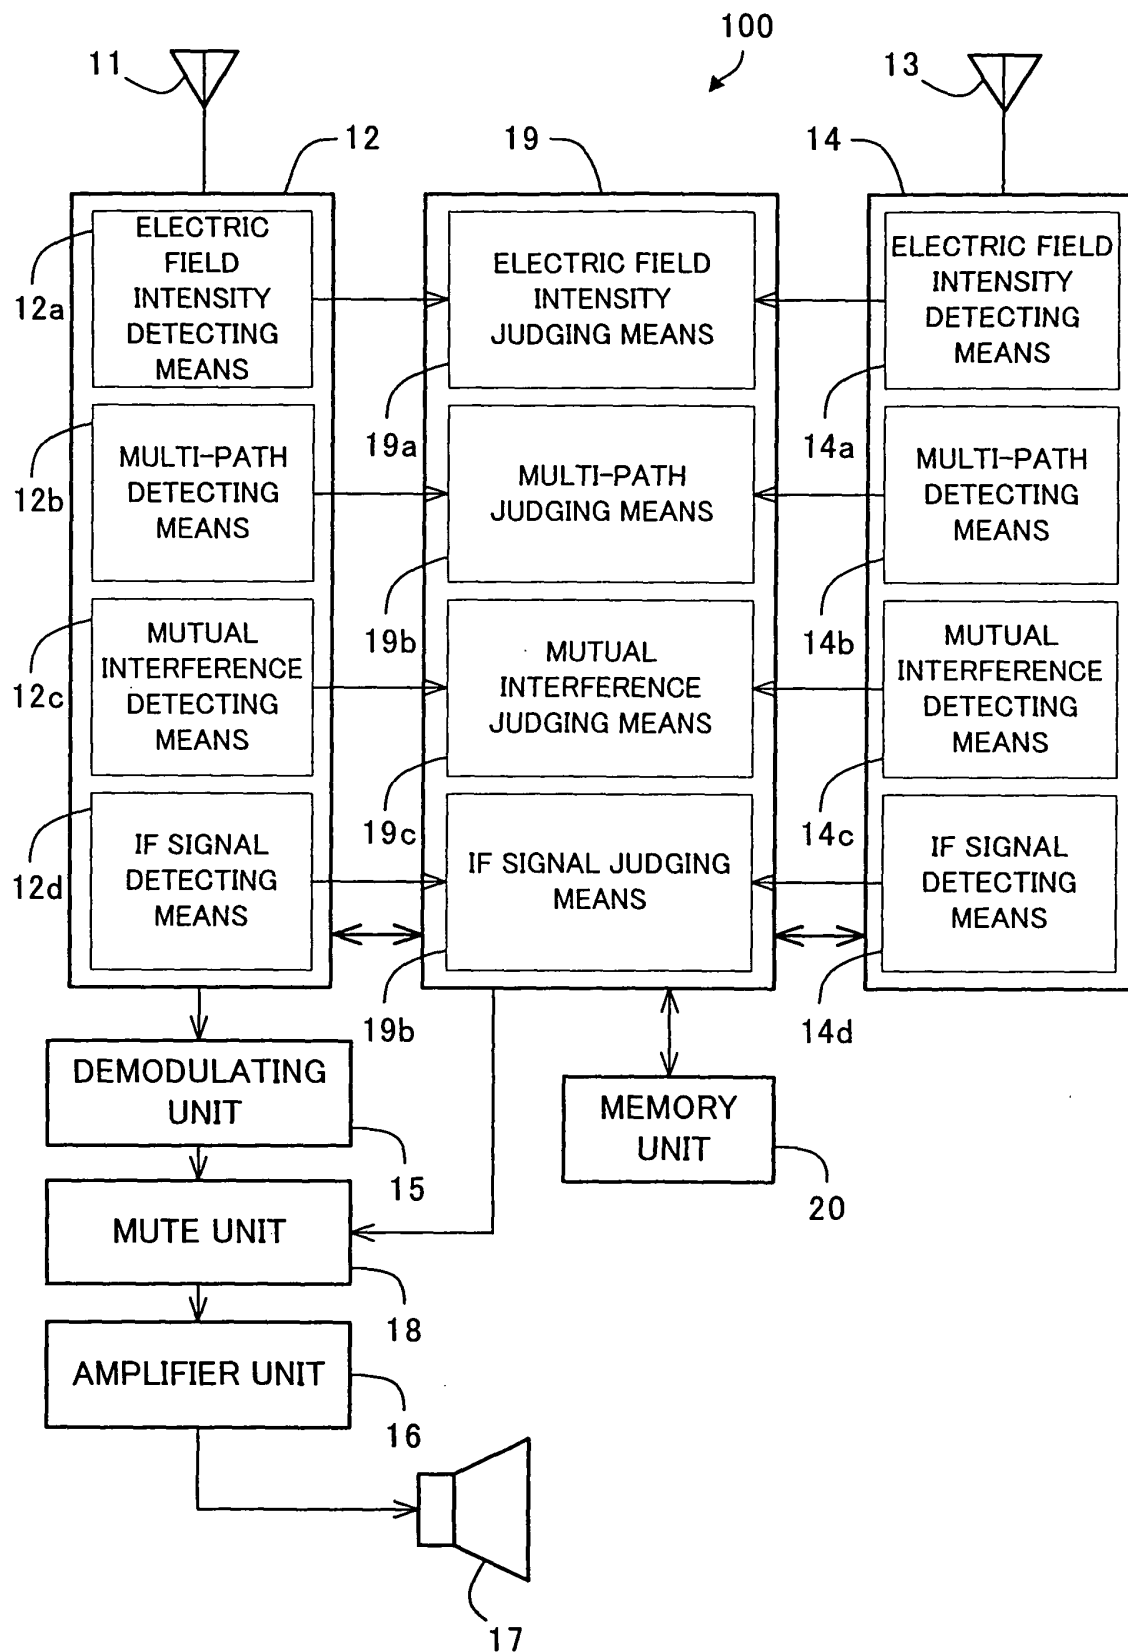 100
11
13
12
19
14
ELECTRIC
FIELD
INTENSITY
DETECTING
MEANS
12a
ELECTRIC FIELD
INTENSITY
JUDGING MEANS
19a
ELECTRIC FIELD
INTENSITY
DETECTING
MEANS
14a
MULTI-PATH
DETECTING
MEANS
12b
MULTI-PATH
JUDGING MEANS
19b
MULTI-PATH
DETECTING
MEANS
14b
MUTUAL
INTERFERENCE
DETECTING
MEANS
12c
MUTUAL
INTERFERENCE
JUDGING MEANS
19c
MUTUAL
INTERFERENCE
DETECTING
MEANS
14c
IF SIGNAL
DETECTING
MEANS
12d
IF SIGNAL JUDGING
MEANS
19b
IF SIGNAL
DETECTING
MEANS
14d
DEMODULATING
UNIT
15
MEMORY
UNIT
20
MUTE UNIT
18
AMPLIFIER UNIT
16
17